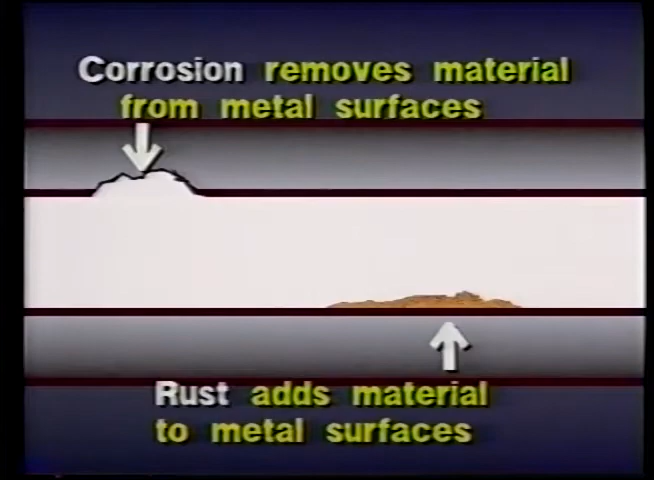 Corrosion removes material
from metal surfaces
Rust adds material
to metal surfaces